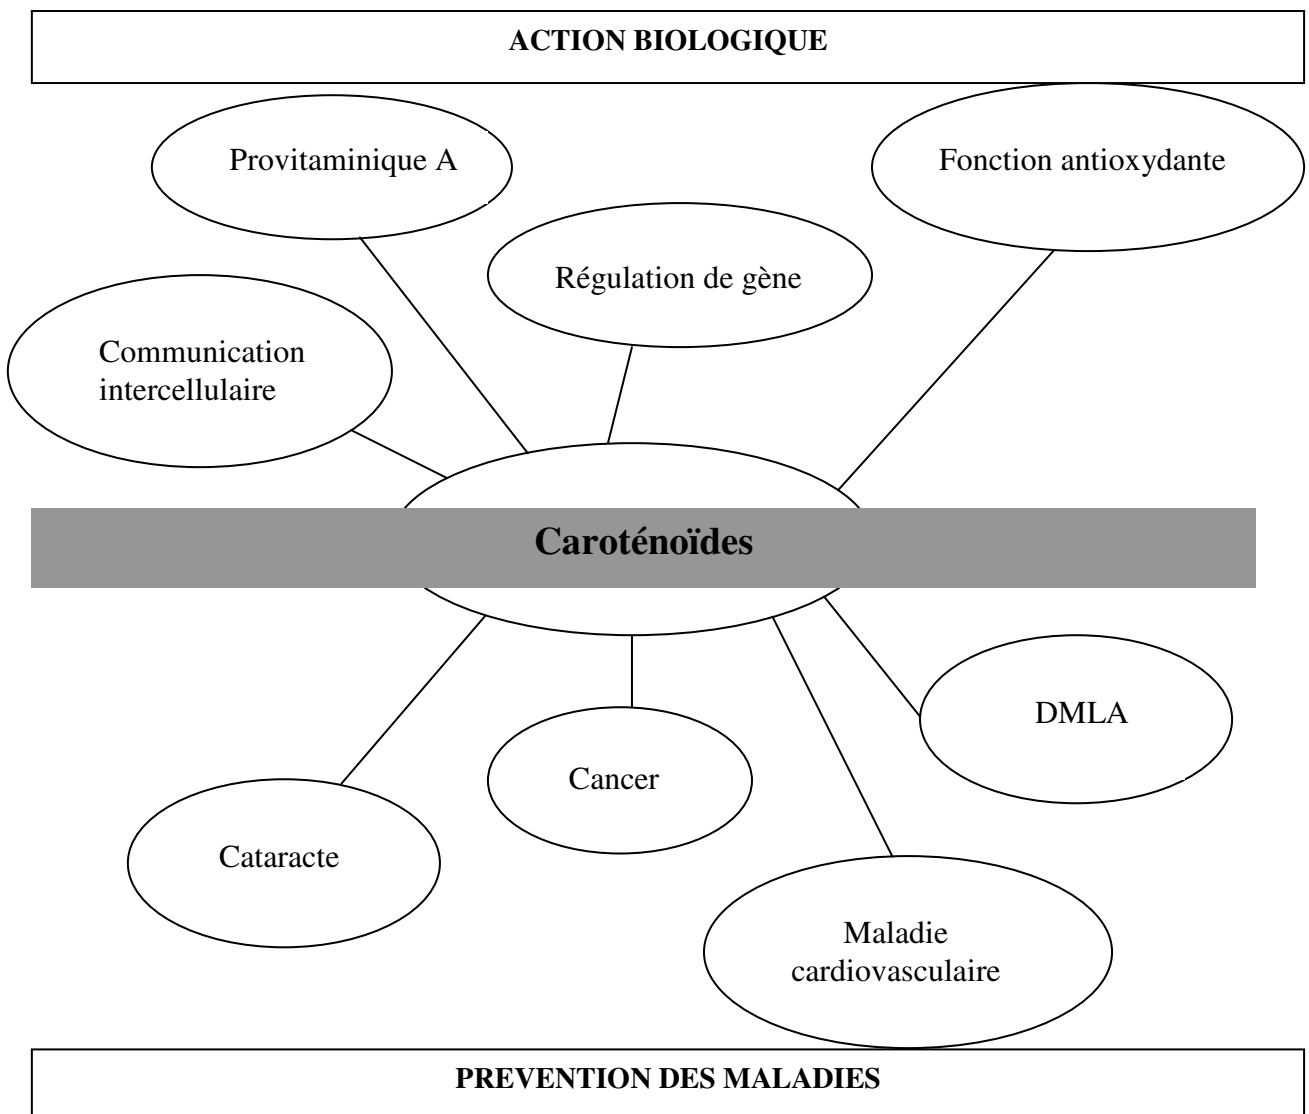 ACTION BIOLOGIQUE
Provitaminique A
Fonction antioxydante
Régulation de gène
Communication
intercellulaire
Caroténoïdes
DMLA
Cancer
Cataracte
Maladie
cardiovasculaire
PREVENTION DES MALADIES